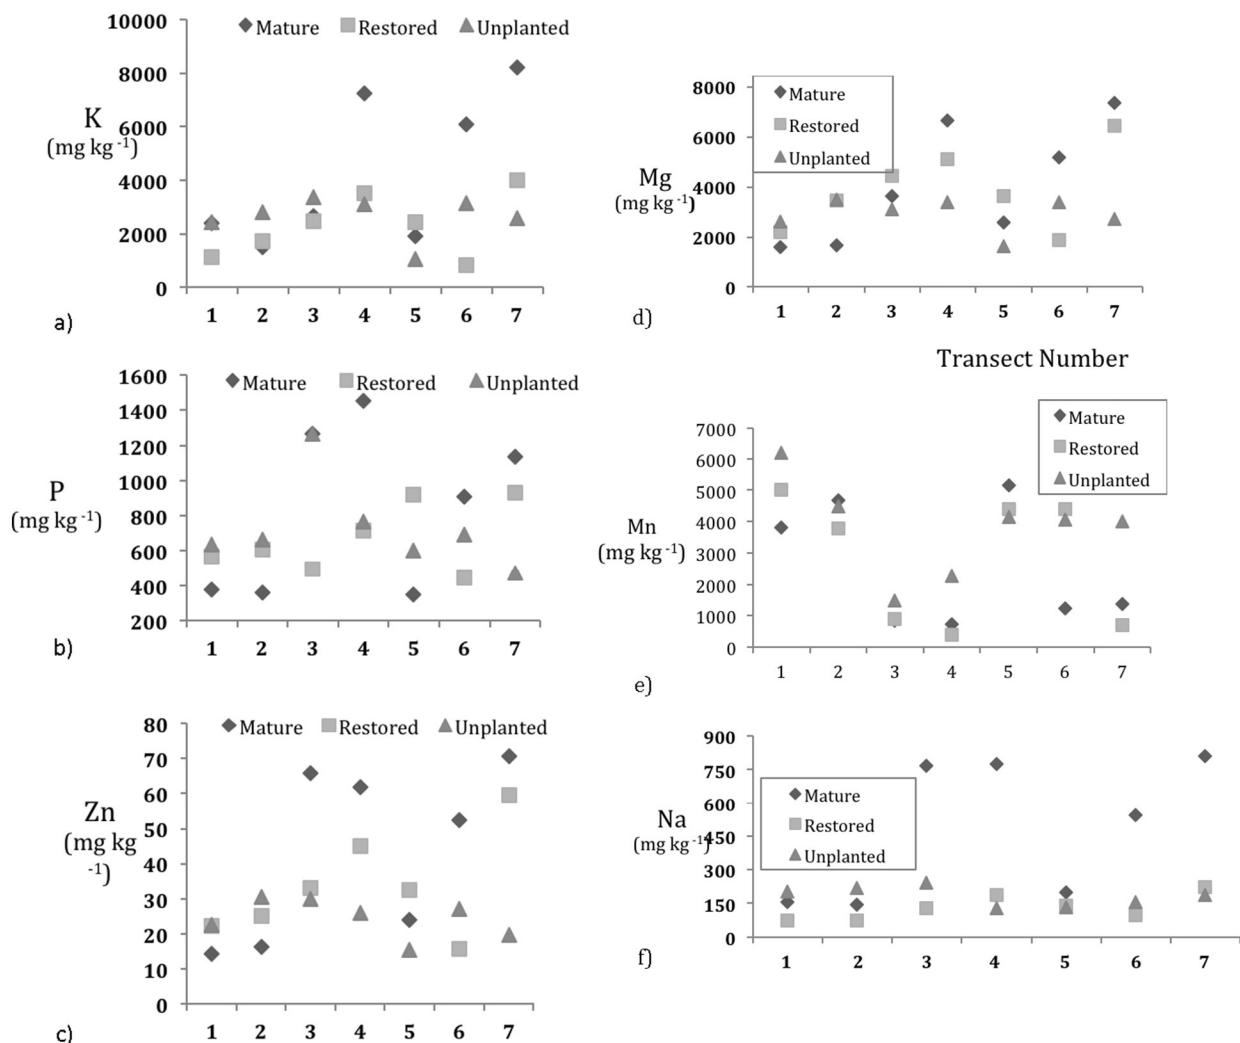 10000
8000
6000
4000
2000
0
K
(mg kg -1)
Mature Restored Unplanted
1 2 3 4 5 6 7
a)
1600
1400
1200
1000
800
600
400
200
P
(mg kg-1)
Mature Restored Unplanted
1 2 3 4 5 6 7
b)
80
70
60
50
40
30
20
10
0
Zn
(mg kg
-1)
Mature Restored Unplanted
1 2 3 4 5 6 7
c)
8000
6000
4000
2000
0
Mg
(mg kg-1)
Mature
Restored
Unplanted
1 2 3 4 5 6 7
d)
Transect Number
7000
6000
5000
4000
3000
2000
1000
0
Mn
(mg kg -1)
Mature
Restored
Unplanted
1 2 3 4 5 6 7
e)
900
750
600
450
300
150
0
Na
(mg kg-1)
Mature
Restored
Unplanted
1 2 3 4 5 6 7
f)